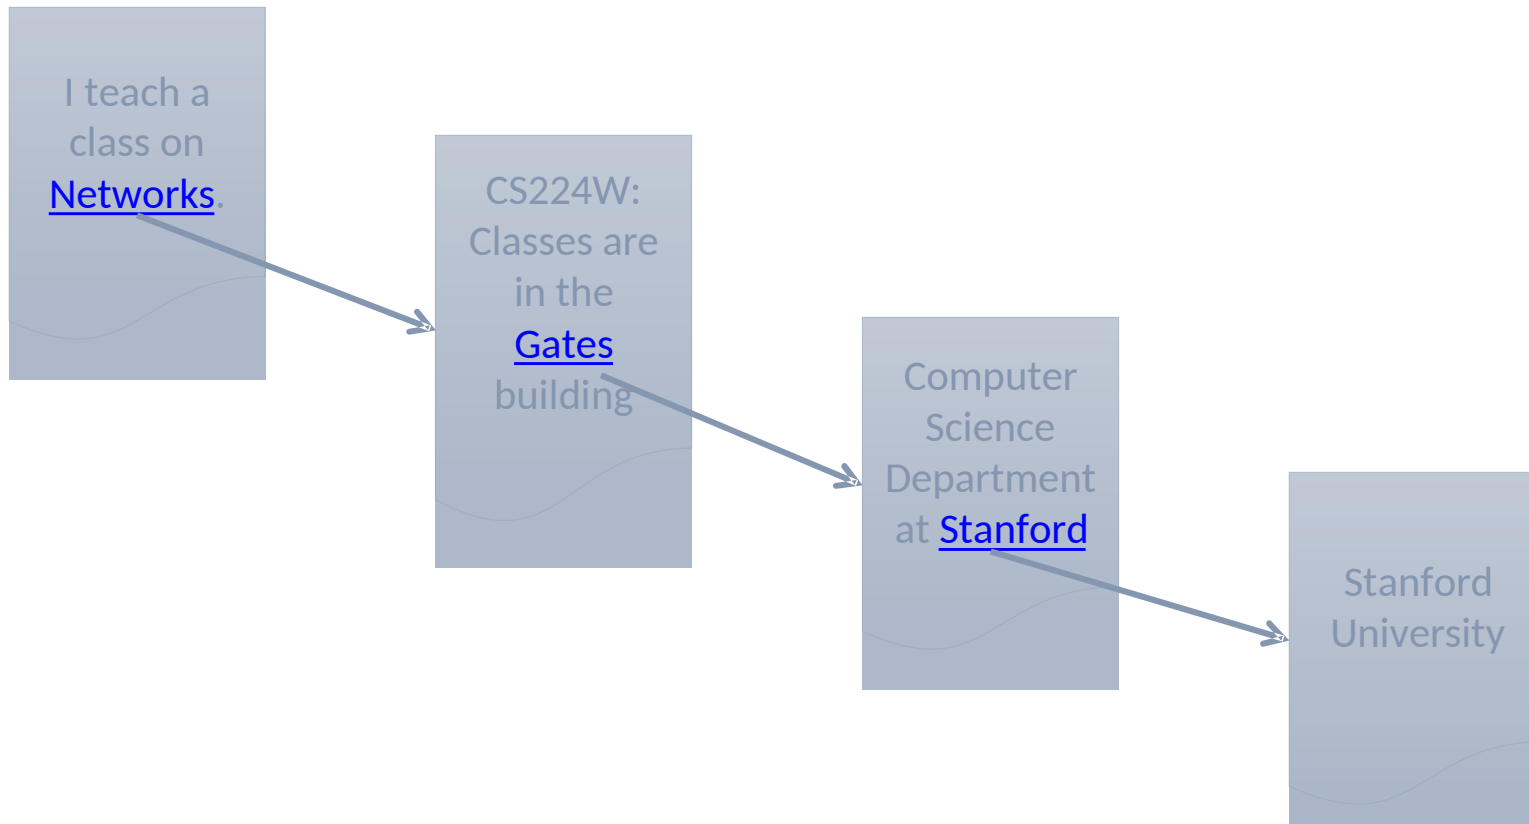 I teach a
class on
Networks.
CS224W:
Classes are
in the
Gates
building
Computer
Science
Department
at Stanford
Stanford
University